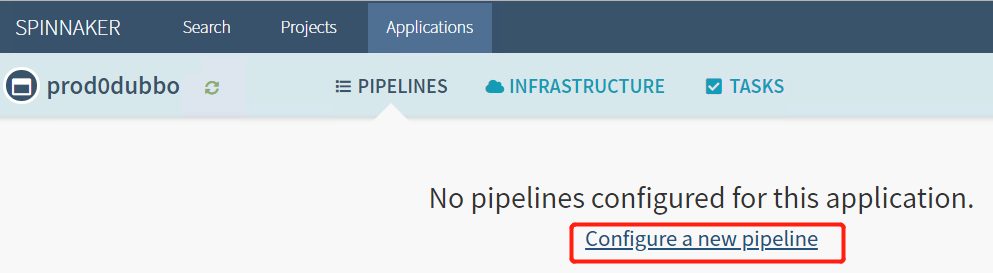 SPINNAKER Search Projects Applications
prod0dubbo PIPELINES INFRASTRUCTURE TASKS
No pipelines configured for this application.
Configure a new pipeline